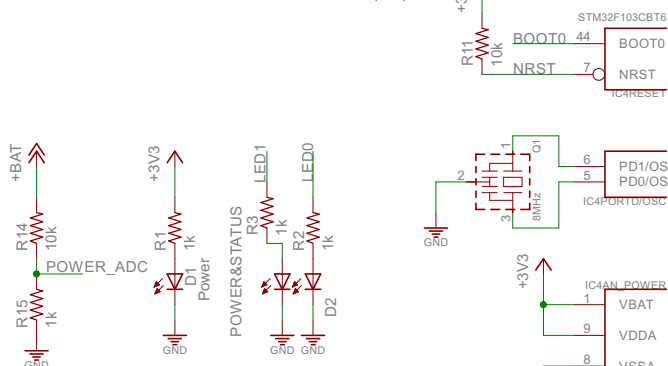 +3
STM32F103CBT6
R11
10k
BOOT0
44
BOOT0
NRST
7
NRST
IC4RESET
+BAT
+3V3
LED1
LED0
1
Q1
2
3
8MHz
GND
6
PD1/OS
5
PD0/OS
IC4PORTD/OSC
R14
10k
POWER_ADC
R15
1k
GND
R1
1k
D1
Power
GND
POWER&STATUS
R3
1k
R2
1k
D2
GND
GND
+3V3
IC4AN_POWER
1
VBAT
9
VDDA
8
VSSA